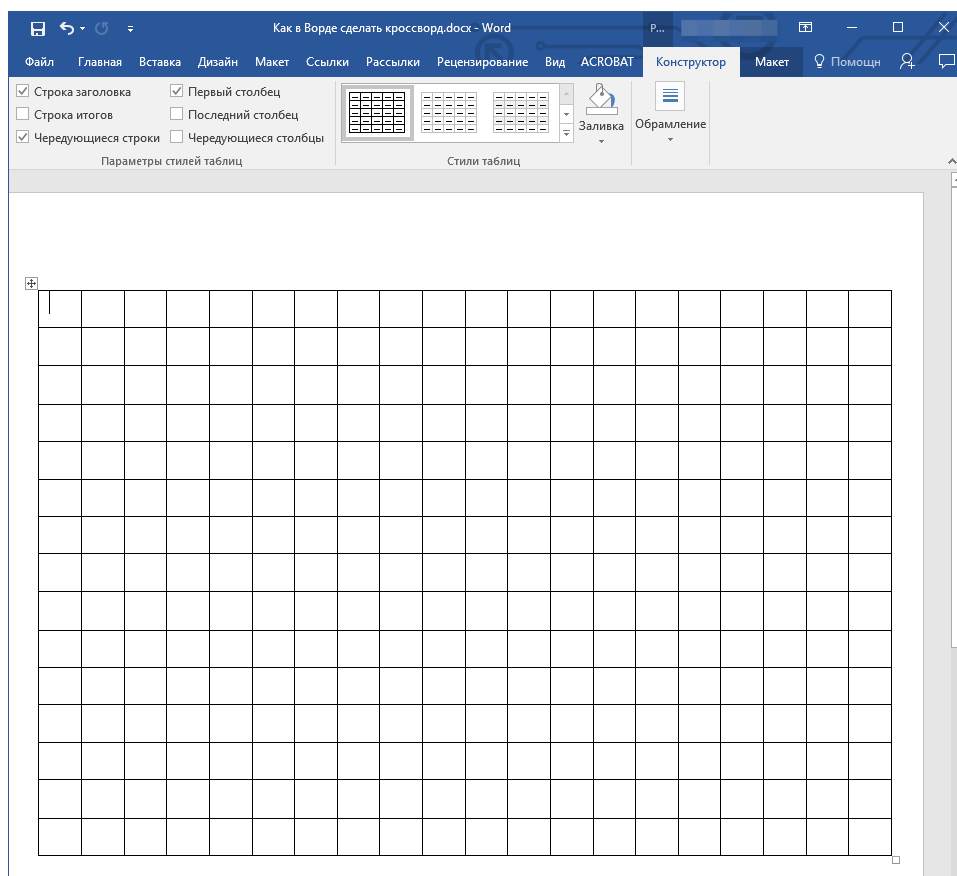 Как в Ворде сделать кроссворд.docx - Word Р...
Файл Главная Вставка Дизайн Макет Ссылки Рассылки Рецензирование Вид ACROBAT Конструктор Макет Помощн
Строка заголовка Первый столбец
Строка итогов Последний столбец
Чередующиеся строки Чередующиеся столбцы
Заливка Обрамление
Параметры стилей таблиц Стили таблиц